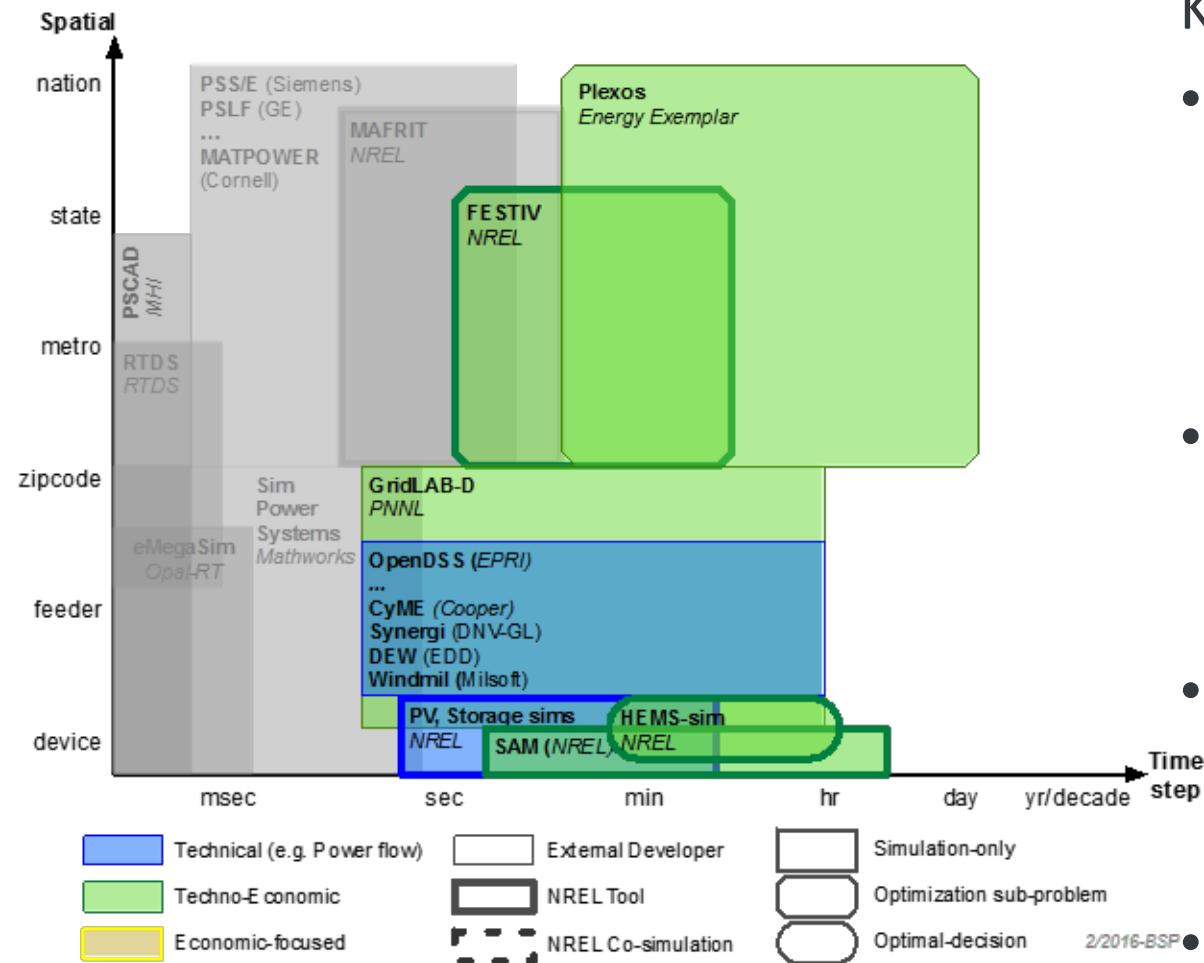 Spatial
nation
state
metro
zipcode
feeder
device
PSS/E (Siemens)
PSLF (GE)
...
MATPOWER
(Cornell)
MAFRIT
NREL
Plexos
Energy Exemplar
FESTIV
NREL
PSCAD
MHI
RTDS
RTDS
Sim
Power
Systems
Mathworks
eMegaSim
Opal-RT
GridLAB-D
PNNL
OpenDSS (EPRI)
...
CyME (Cooper)
Synergi (DNV-GL)
DEW (EDD)
Windmil (Milsoft)
PV, Storage sims
NREL
SAM (NREL)
HEMS-sim
NREL
Time
step
msec
sec
min
hr
day
yr/decade
Technical (e.g. Power flow)
External Developer
Simulation-only
Techno-Economic
NREL Tool
Optimization sub-problem
Economic-focused
NREL Co-simulation
Optimal-decision
2/2016-BSP